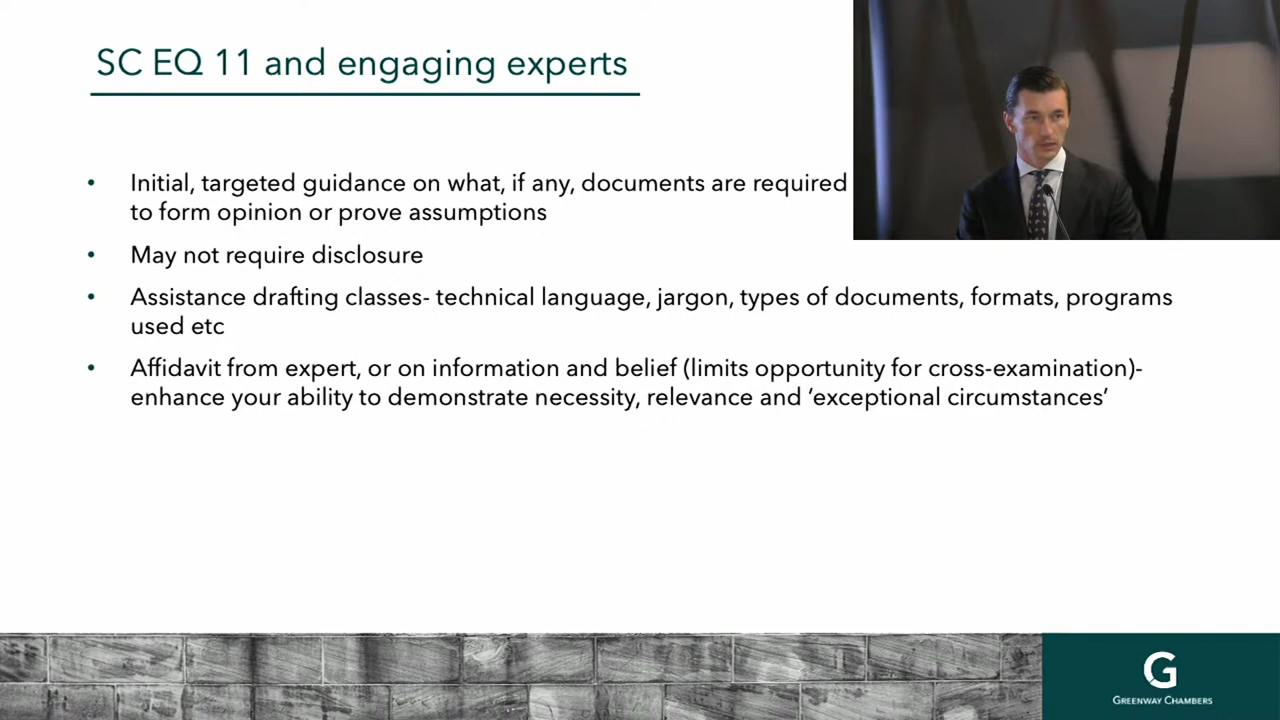 SC EQ 11 and engaging experts
• Initial, targeted guidance on what, if any, documents are required
to form opinion or prove assumptions
• May not require disclosure
• Assistance drafting classes- technical language, jargon, types of documents, formats, programs
used etc
• Affidavit from expert, or on information and belief (limits opportunity for cross-examination)-
enhance your ability to demonstrate necessity, relevance and ‘exceptional circumstances’
G
GREENWAY CHAMBERS